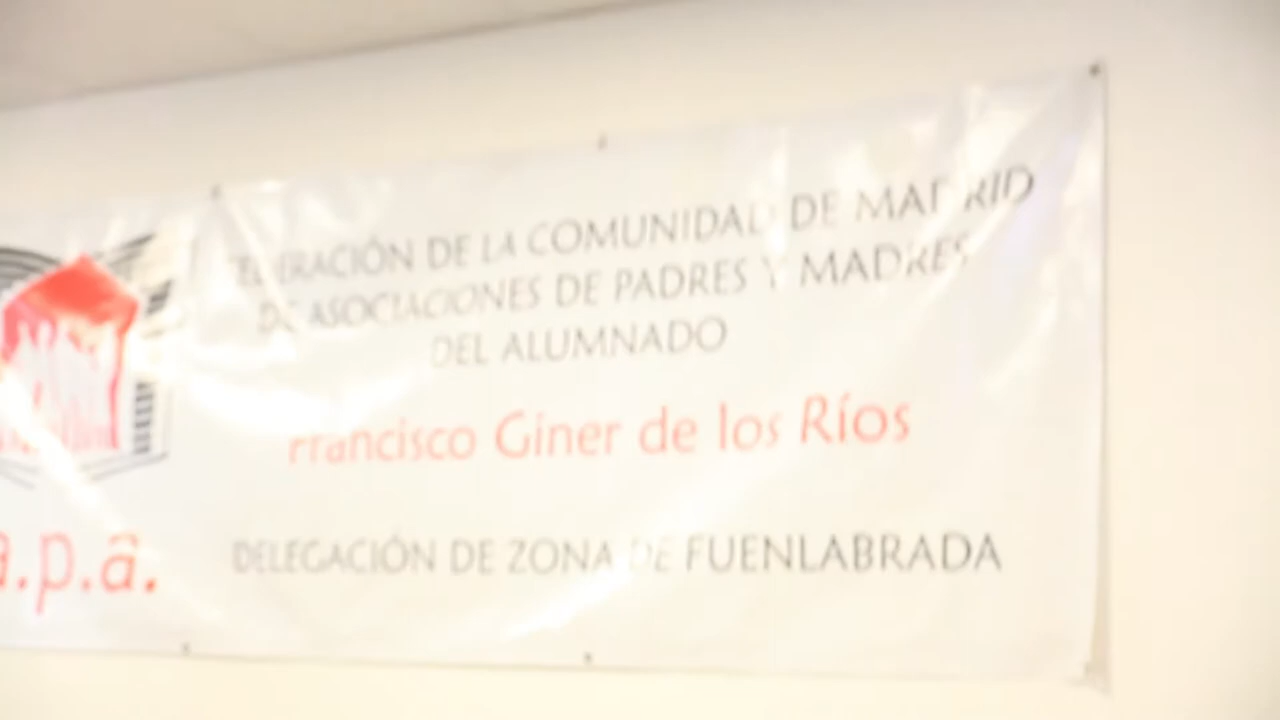 FEDERACIÓN DE LA COMUNIDAD DE MADRID
DE ASOCIACIONES DE PADRES Y MADRES
DEL ALUMNADO
Francisco Giner de los Ríos
a.p.a.
DELEGACIÓN DE ZONA DE FUENLABRADA